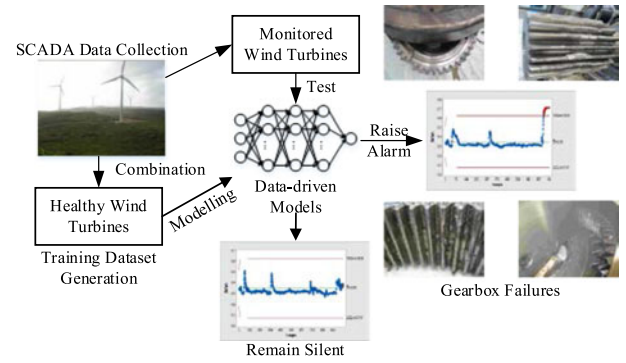 SCADA Data Collection
Monitored
Wind Turbines
Test
Combination
Healthy Wind
Turbines
Modelling
Training Dataset
Generation
Data-driven
Models
Raise
Alarm
Remain Silent
Gearbox Failures